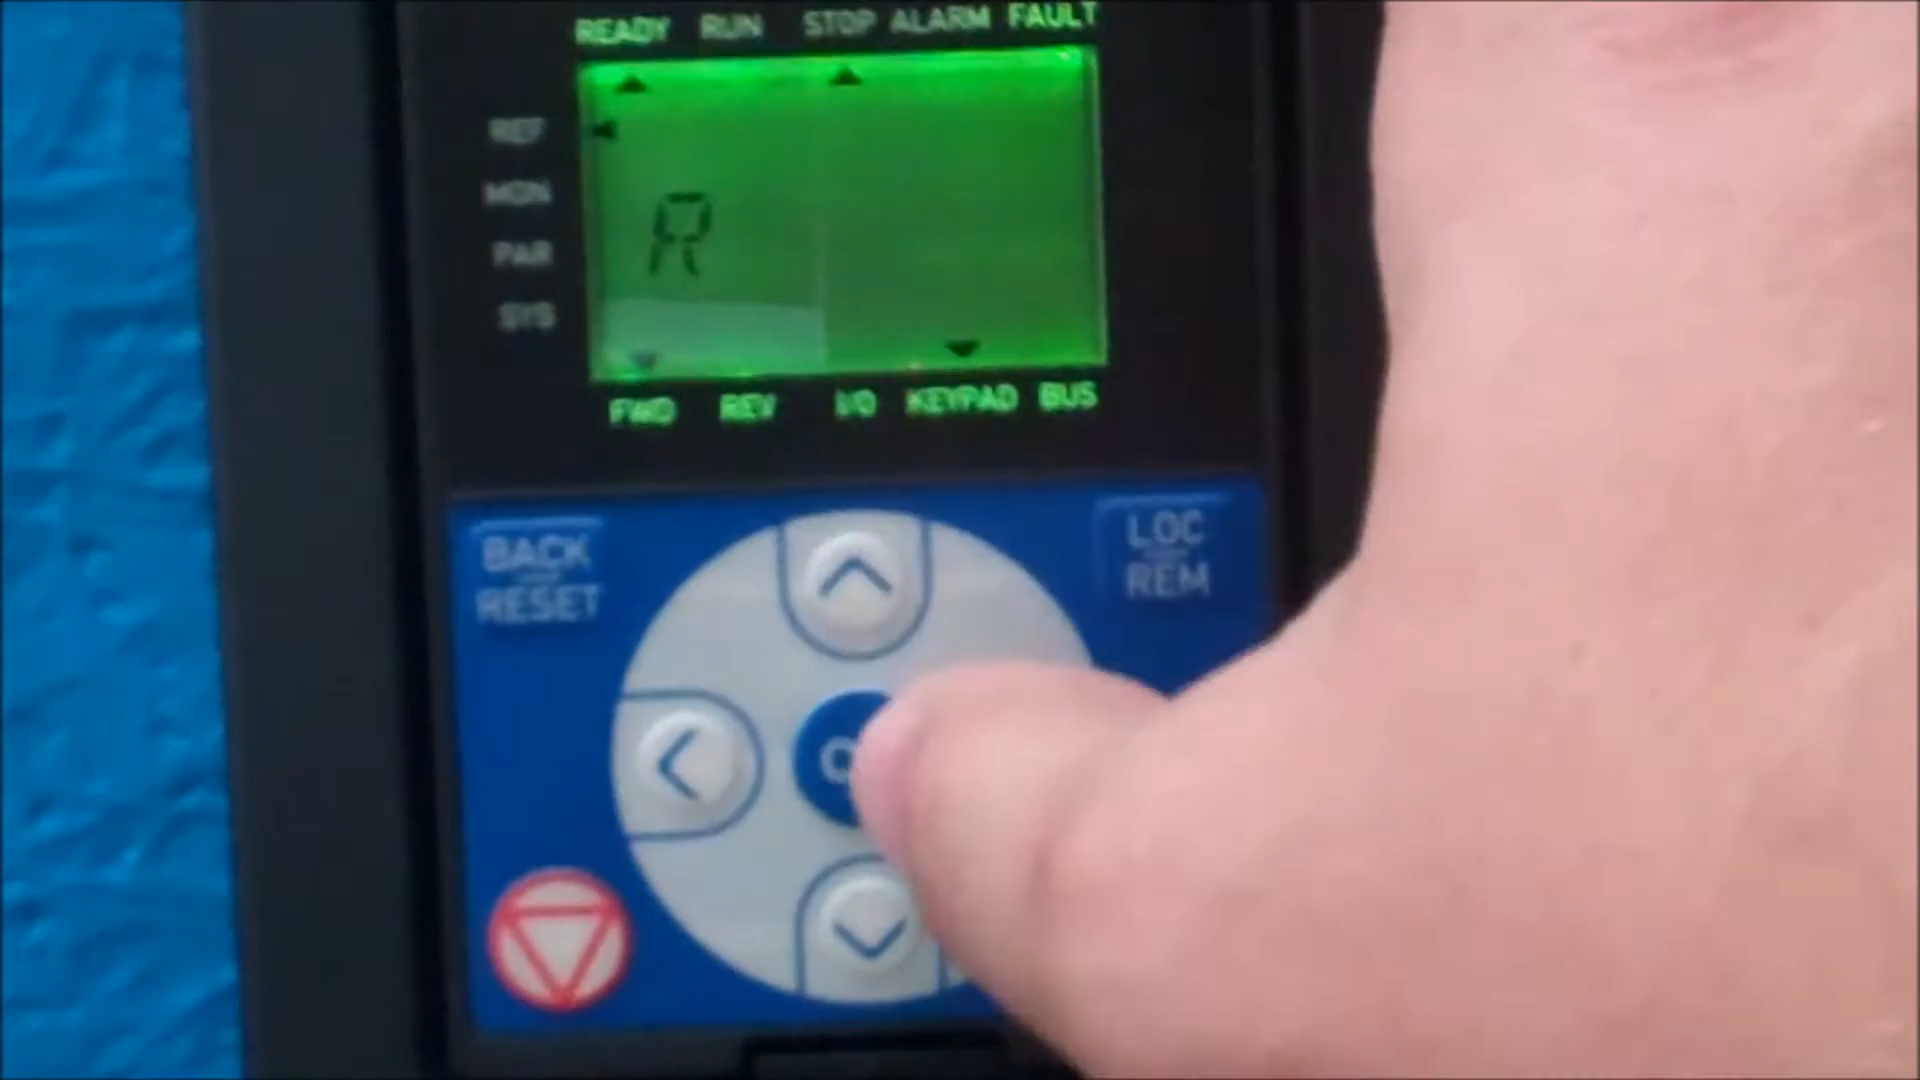 READY RUN STOP ALARM FAULT
REF
MON
PAR
SYS
R
FWD REV I/O KEYPAD BUS
BACK
RESET
LOC
REM